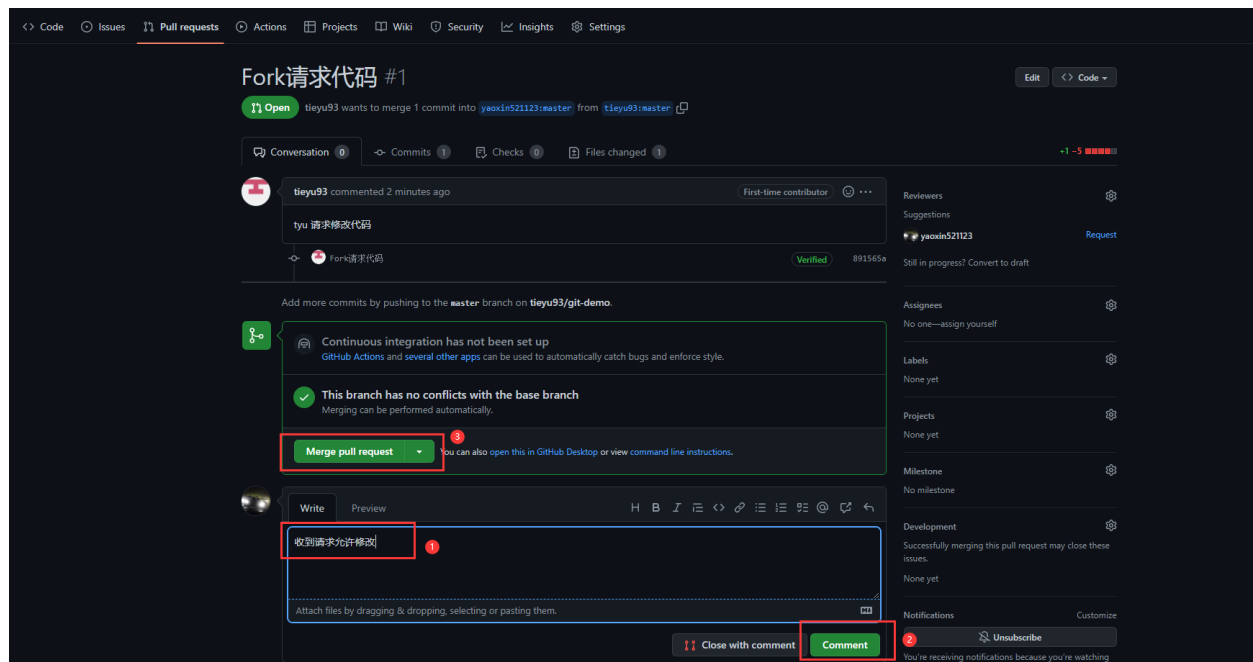 <> Code Issues Pull requests Actions Projects Wiki Security Insights Settings
Fork请求代码 #1
Edit <> Code
Open tieyu93 wants to merge 1 commit into yaoxin521123:master from tieyu93:master
Conversation 0 Commits 1 Checks 0 Files changed 1
+1 −5
tieyu93 commented 2 minutes ago First-time contributor
tyu 请求修改代码
Fork请求代码 Verified 891565a
Add more commits by pushing to the master branch on tieyu93/git-demo.
Continuous integration has not been set up
GitHub Actions and several other apps can be used to automatically catch bugs and enforce style.
This branch has no conflicts with the base branch
Merging can be performed automatically.
3
Merge pull request You can also open this in GitHub Desktop or view command line instructions.
Write Preview
收到请求允许修改
1
Attach files by dragging & dropping, selecting or pasting them.
Close with comment Comment
2
Reviewers
Suggestions
yaoxin521123 Request
Still in progress? Convert to draft
Assignees
No one—assign yourself
Labels
None yet
Projects
None yet
Milestone
No milestone
Development
Successfully merging this pull request may close these
issues.
None yet
Notifications Customize
Unsubscribe
You're receiving notifications because you're watching